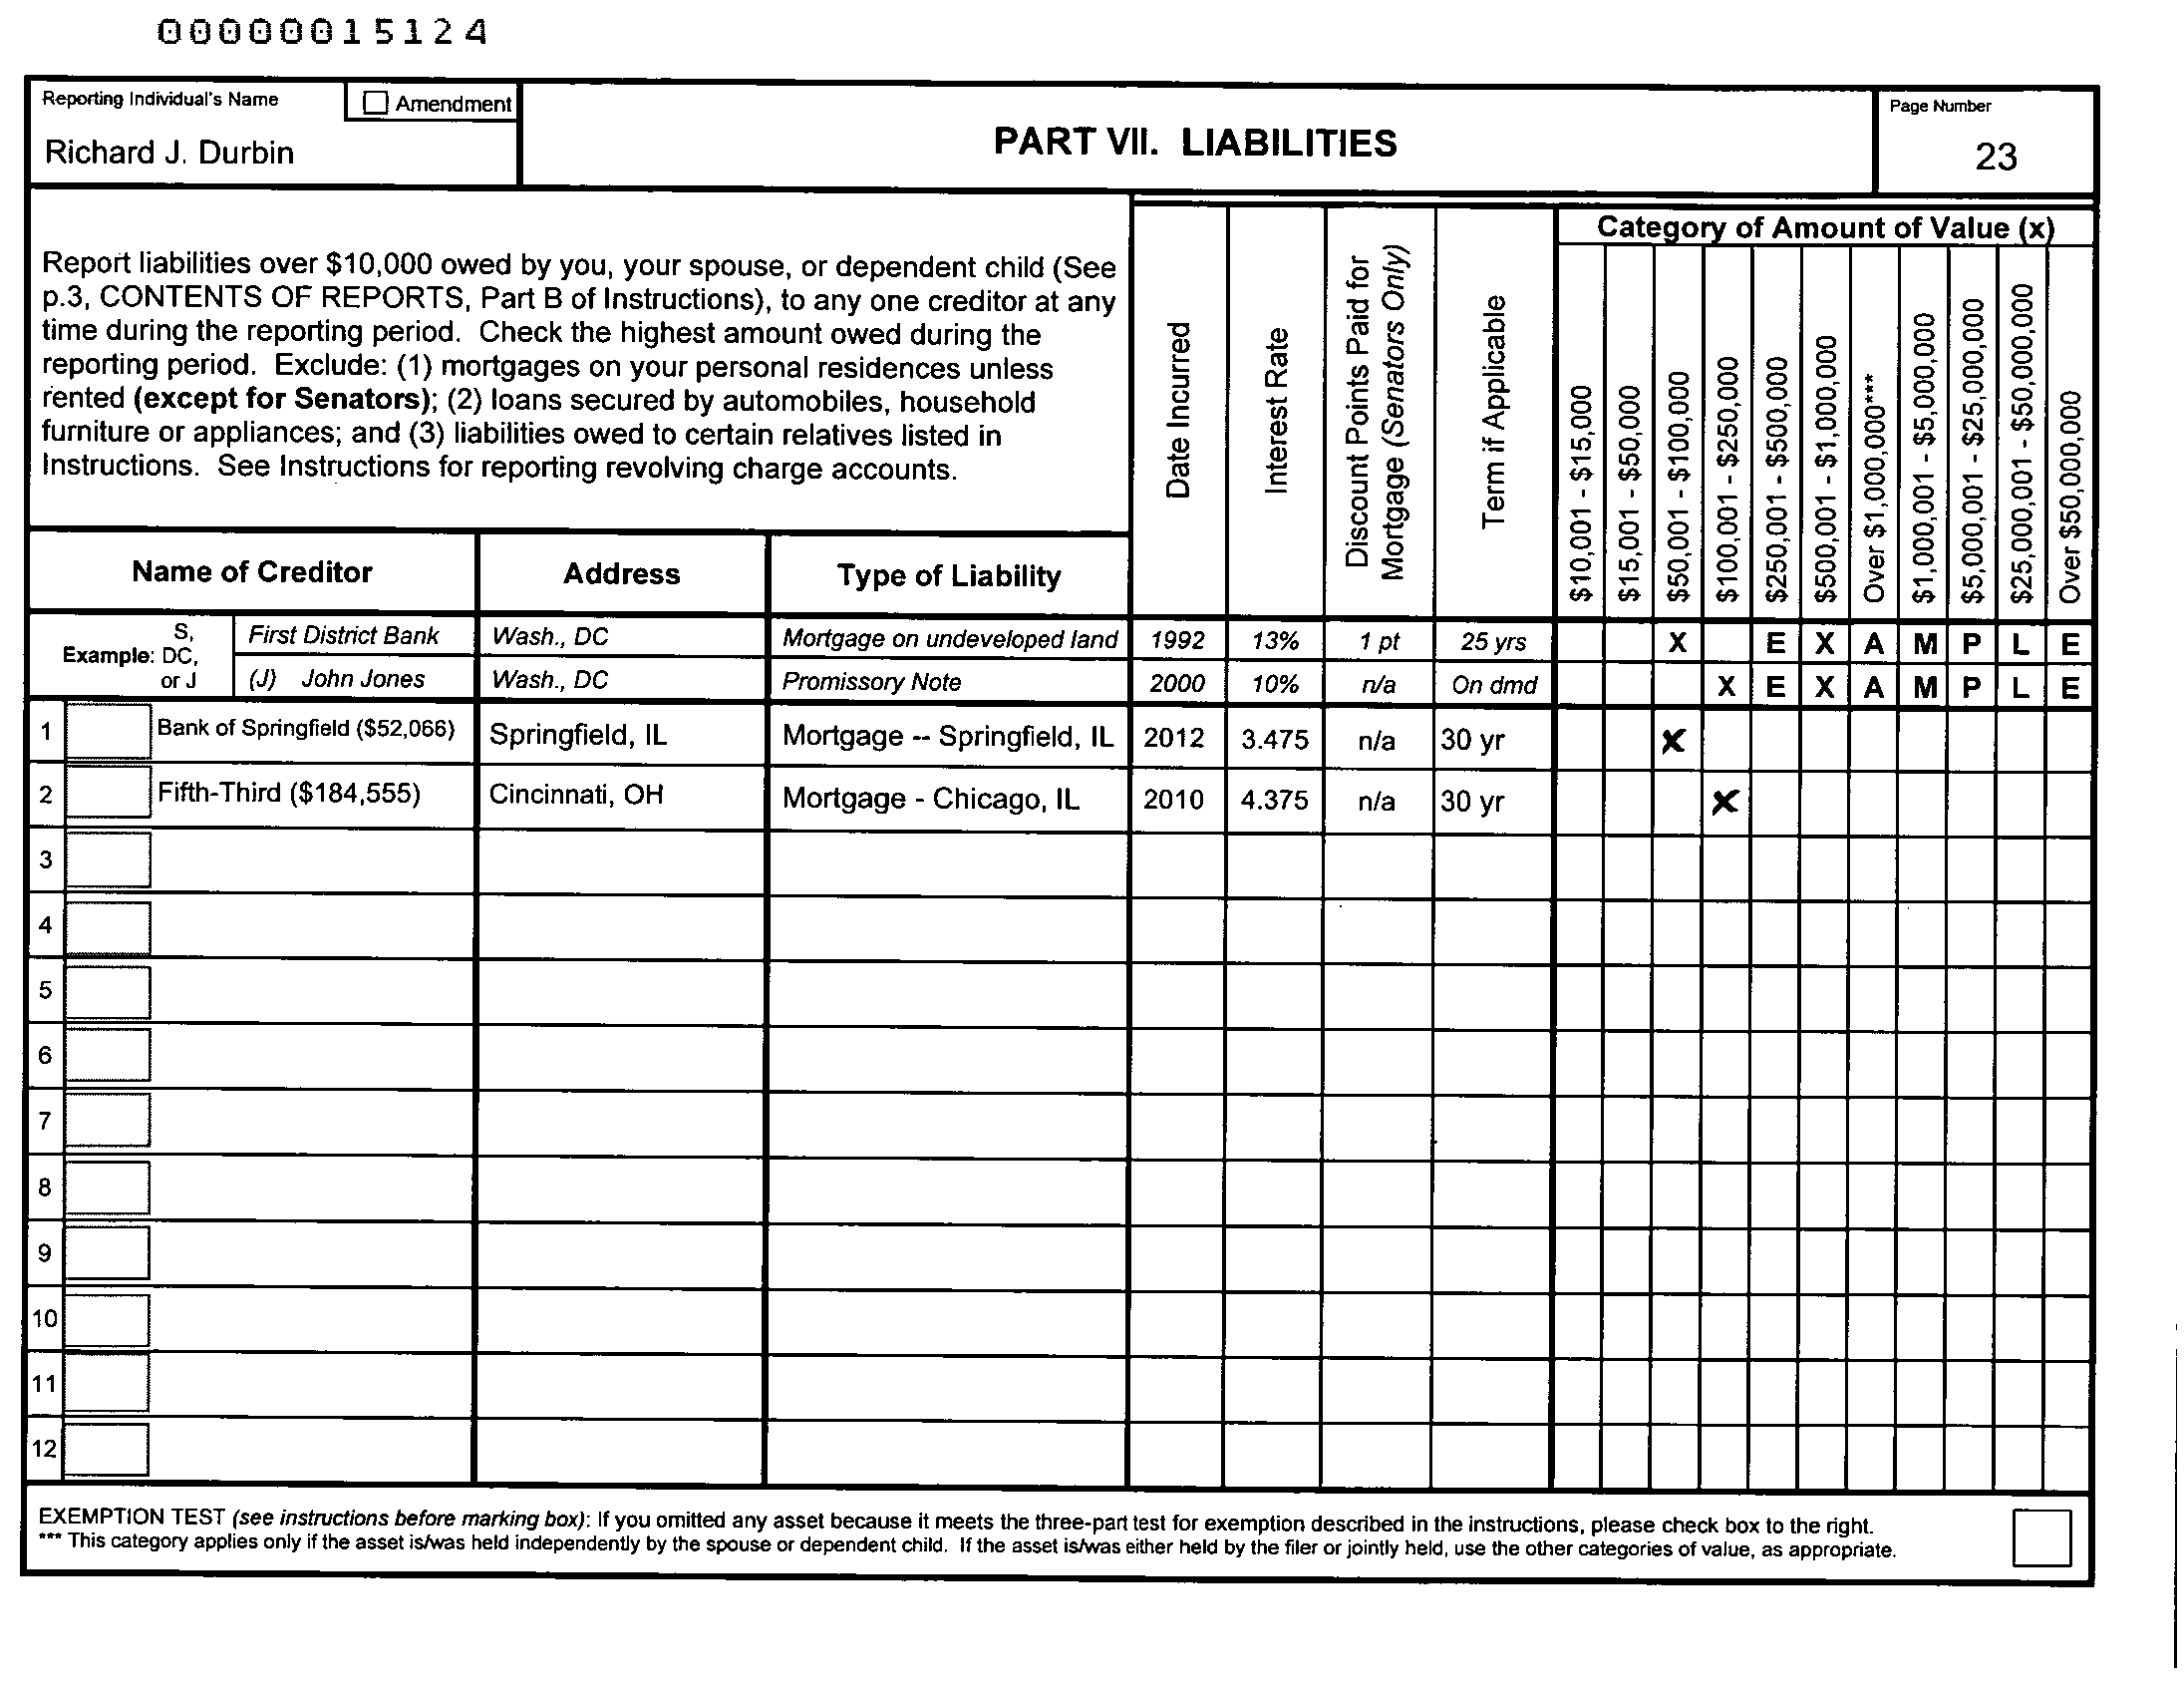 00000015124
Reporting Individual's Name
☐ Amendment
Richard J. Durbin
PART VII. LIABILITIES
Page Number
23
Report liabilities over $10,000 owed by you, your spouse, or dependent child (See
p.3, CONTENTS OF REPORTS, Part B of Instructions), to any one creditor at any
time during the reporting period. Check the highest amount owed during the
reporting period. Exclude: (1) mortgages on your personal residences unless
rented (except for Senators); (2) loans secured by automobiles, household
furniture or appliances; and (3) liabilities owed to certain relatives listed in
Instructions. See Instructions for reporting revolving charge accounts.
Name of Creditor
Address
Type of Liability
Date Incurred
Interest Rate
Discount Points Paid for
Mortgage (Senators Only)
Term if Applicable
Category of Amount of Value (x)
$10,001 - $15,000
$15,001 - $50,000
$50,001 - $100,000
$100,001 - $250,000
$250,001 - $500,000
$500,001 - $1,000,000
Over $1,000,000***
$1,000,001 - $5,000,000
$5,000,001 - $25,000,000
$25,000,001 - $50,000,000
Over $50,000,000
Example: S,
DC,
or J
First District Bank Wash., DC Mortgage on undeveloped land 1992 13% 1 pt 25 yrs X E X A M P L E
(J) John Jones Wash., DC Promissory Note 2000 10% n/a On dmd X E X A M P L E
1 Bank of Springfield ($52,066) Springfield, IL Mortgage -- Springfield, IL 2012 3.475 n/a 30 yr X
2 Fifth-Third ($184,555) Cincinnati, OH Mortgage - Chicago, IL 2010 4.375 n/a 30 yr X
3
4
5
6
7
8
9
10
11
12
EXEMPTION TEST (see instructions before marking box): If you omitted any asset because it meets the three-part test for exemption described in the instructions, please check box to the right.
*** This category applies only if the asset is/was held independently by the spouse or dependent child. If the asset is/was either held by the filer or jointly held, use the other categories of value, as appropriate.